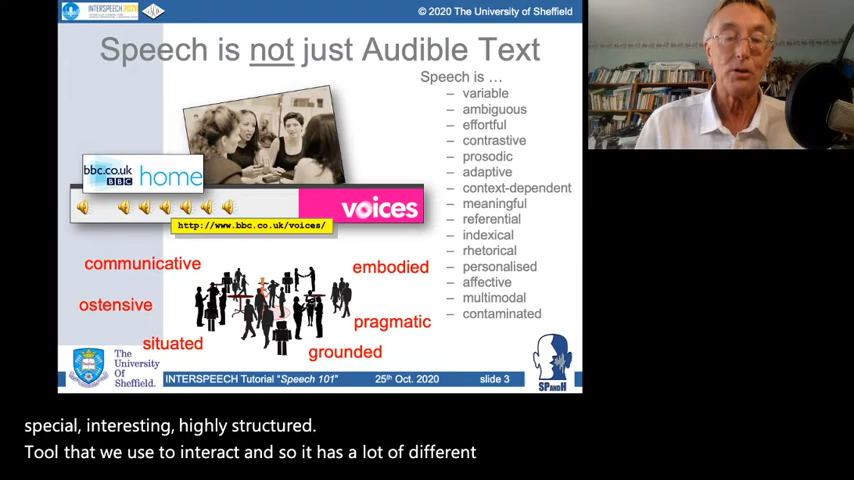 INTERSPEECH 2020
© 2020 The University of Sheffield
Speech is not just Audible Text
Speech is …
– variable
– ambiguous
– effortful
– contrastive
– prosodic
– adaptive
– context-dependent
– meaningful
– referential
– indexical
– rhetorical
– personalised
– affective
– multimodal
– contaminated
bbc.co.uk
BBC
home
voices
http://www.bbc.co.uk/voices/
communicative
embodied
ostensive
pragmatic
situated
grounded
The
University
Of
Sheffield.
SPandH
INTERSPEECH Tutorial "Speech 101"
25th Oct. 2020
slide 3
special, interesting, highly structured.
Tool that we use to interact and so it has a lot of different